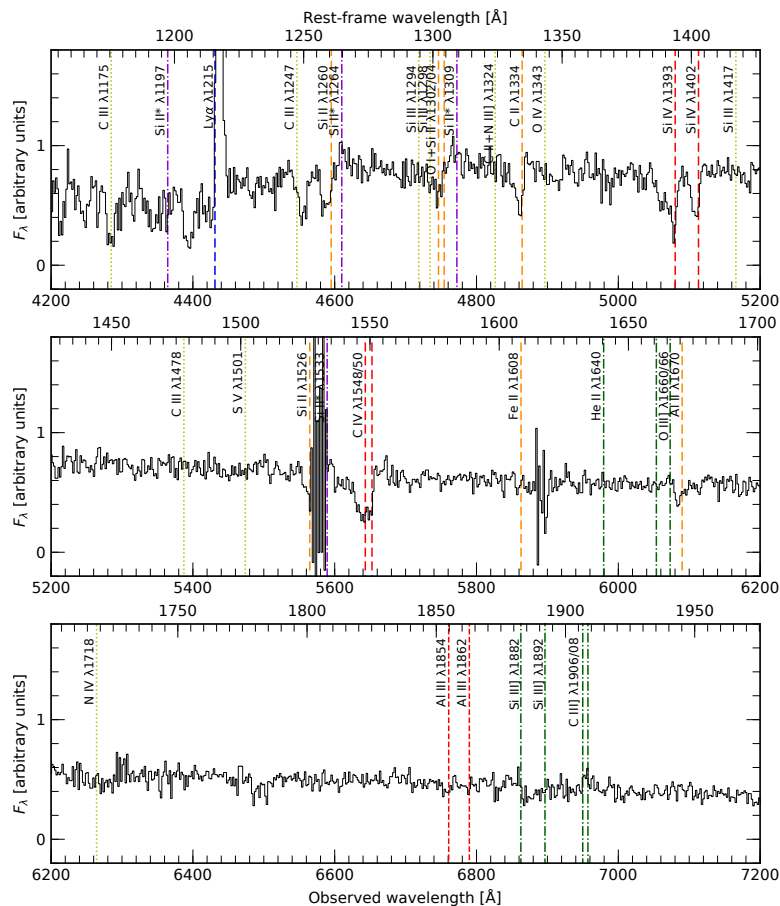 Rest-frame wavelength [Å]
1200 1250 1300 1350 1400
C III λ1175
Si II* λ1197
Lyα λ1215
C III λ1247
Si II λ1260
Si II* λ1264
Si III λ1294
Si III λ1298
O I+Si II λ1302/04
Si II* λ1309
II+N III] λ1324
C II λ1334
O IV λ1343
Si IV λ1393
Si IV λ1402
Si III λ1417
Fλ [arbitrary units]
1
0
4200 4400 4600 4800 5000 5200
1450 1500 1550 1600 1650 1700
C III λ1478
S V λ1501
Si II λ1526
II* λ1533
C IV λ1548/50
Fe II λ1608
He II λ1640
O III] λ1660/66
Al II λ1670
Fλ [arbitrary units]
1
0
5200 5400 5600 5800 6000 6200
1750 1800 1850 1900 1950
N IV λ1718
Al III λ1854
Al III λ1862
Si III] λ1882
Si III] λ1892
C III] λ1906/08
Fλ [arbitrary units]
1
0
6200 6400 6600 6800 7000 7200
Observed wavelength [Å]